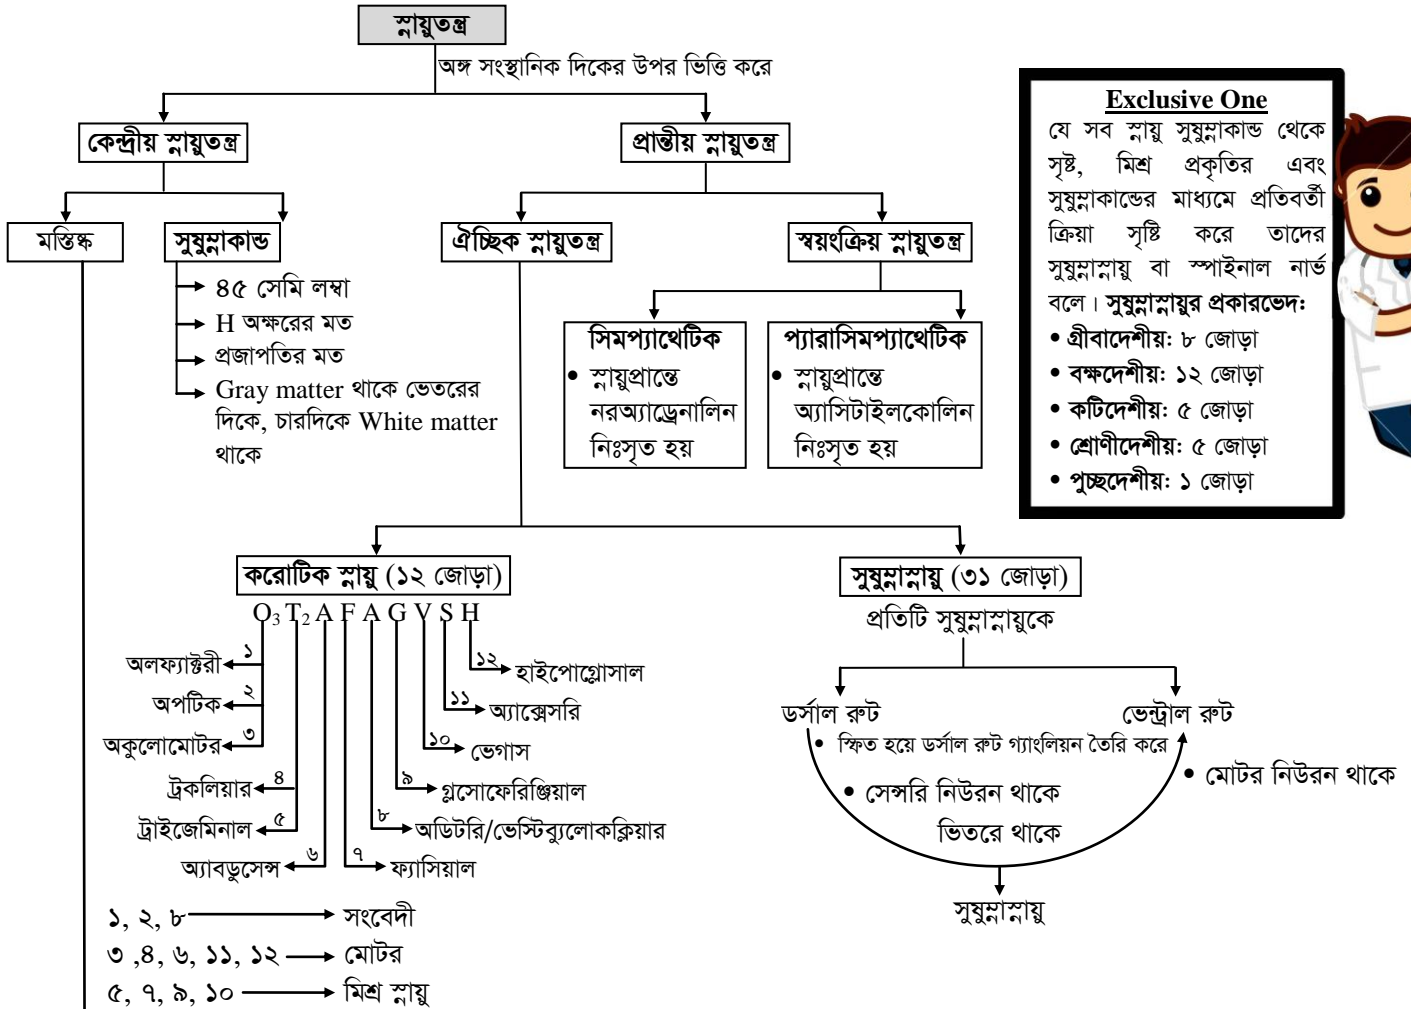 স্নায়ুতন্ত্র
অঙ্গ সংস্থানিক দিকের উপর ভিত্তি করে
কেন্দ্রীয় স্নায়ুতন্ত্র
প্রান্তীয় স্নায়ুতন্ত্র
মস্তিষ্ক
সুষুম্নাকান্ড
ঐচ্ছিক স্নায়ুতন্ত্র
স্বয়ংক্রিয় স্নায়ুতন্ত্র
৪৫ সেমি লম্বা
H অক্ষরের মত
প্রজাপতির মত
Gray matter থাকে ভেতরের
দিকে, চারদিকে White matter
থাকে
সিমপ্যাথেটিক
• স্নায়ুপ্রান্তে
নরঅ্যাড্রেনালিন
নিঃসৃত হয়
প্যারাসিমপ্যাথেটিক
• স্নায়ুপ্রান্তে
অ্যাসিটাইলকোলিন
নিঃসৃত হয়
Exclusive One
যে সব স্নায়ু সুষুম্নাকান্ড থেকে
সৃষ্ট, মিশ্র প্রকৃতির এবং
সুষুম্নাকান্ডের মাধ্যমে প্রতিবর্তী
ক্রিয়া সৃষ্টি করে তাদের
সুষুম্নাস্নায়ু বা স্পাইনাল নার্ভ
বলে। সুষুম্নাস্নায়ুর প্রকারভেদ:
• গ্রীবাদেশীয়: ৮ জোড়া
• বক্ষদেশীয়: ১২ জোড়া
• কটিদেশীয়: ৫ জোড়া
• শ্রোণীদেশীয়: ৫ জোড়া
• পুচ্ছদেশীয়: ১ জোড়া
করোটিক স্নায়ু (১২ জোড়া)
O₃ T₂ A F A G V S H
১ অলফ্যাক্টরী
২ অপটিক
৩ অকুলোমোটর
৪ ট্রকলিয়ার
৫ ট্রাইজেমিনাল
৬ অ্যাবডুসেন্স
১২ হাইপোগ্লোসাল
১১ অ্যাক্সেসরি
১০ ভেগাস
৯ গ্লসোফেরিঞ্জিয়াল
৮ অডিটরি/ভেস্টিব্যুলোকক্লিয়ার
৭ ফ্যাসিয়াল
১, ২, ৮ সংবেদী
৩ ,৪, ৬, ১১, ১২ মোটর
৫, ৭, ৯, ১০ মিশ্র স্নায়ু
সুষুম্নাস্নায়ু (৩১ জোড়া)
প্রতিটি সুষুম্নাস্নায়ুকে
ডর্সাল রুট
ভেন্ট্রাল রুট
• স্ফিত হয়ে ডর্সাল রুট গ্যাংলিয়ন তৈরি করে
• সেন্সরি নিউরন থাকে
ভিতরে থাকে
• মোটর নিউরন থাকে
সুষুম্নাস্নায়ু